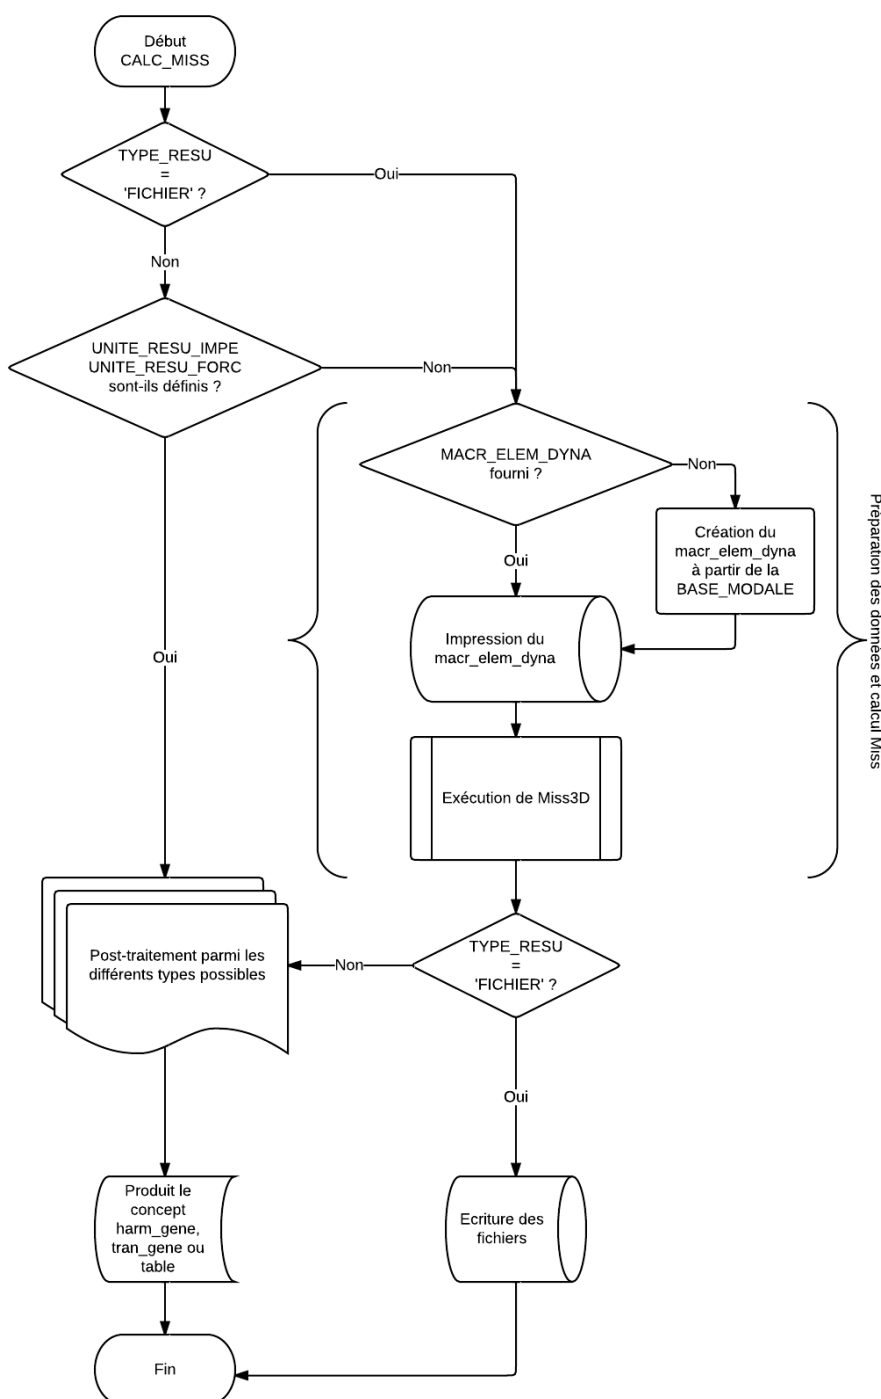 Début
CALC_MISS
TYPE_RESU
=
'FICHIER' ?
Oui
Non
UNITE_RESU_IMPE
UNITE_RESU_FORC
sont-ils définis ?
Non
MACR_ELEM_DYNA
fourni ?
Non
Création du
macr_elem_dyna
à partir de la
BASE_MODALE
Oui
Impression du
macr_elem_dyna
Oui
Préparation des données et calcul Miss
Exécution de Miss3D
TYPE_RESU
=
'FICHIER' ?
Non
Post-traitement parmi les
différents types possibles
Oui
Produit le
concept
harm_gene,
tran_gene ou
table
Ecriture des
fichiers
Fin